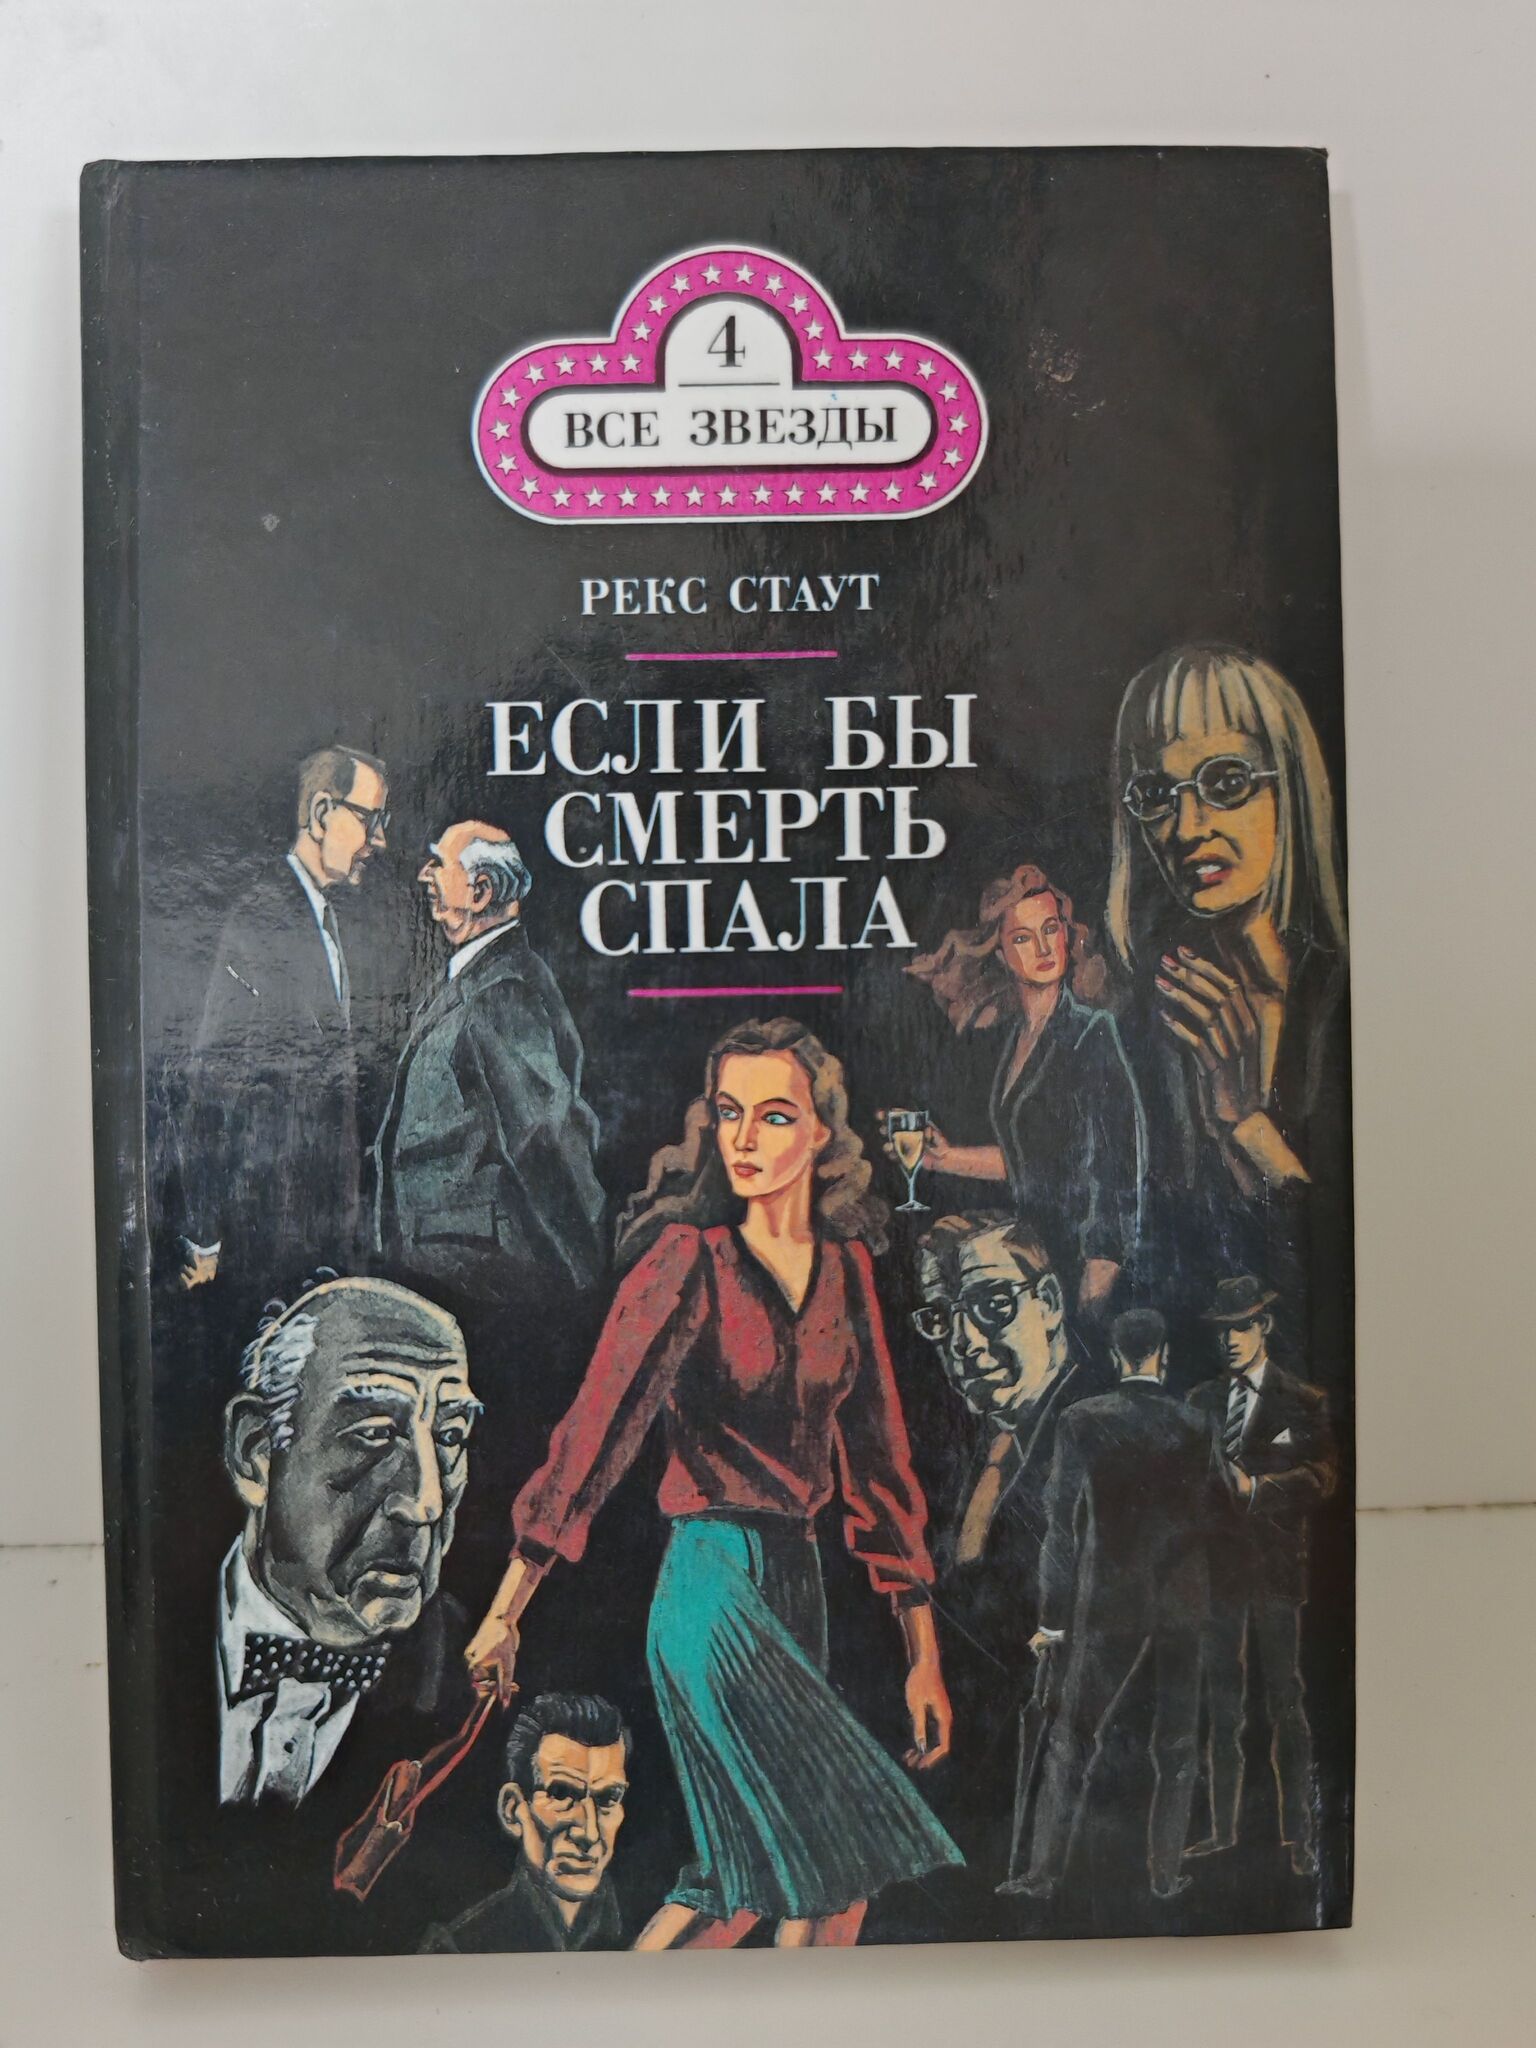 4
ВСЕ ЗВЕЗДЫ
РЕКС СТАУТ
ЕСЛИ БЫ
СМЕРТЬ
СПАЛА